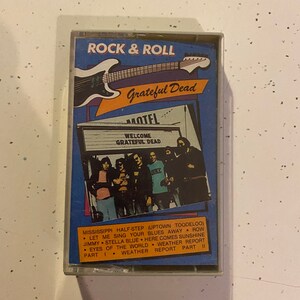 ROCK & ROLL
Grateful Dead
MOTEL
WELCOME
GRATEFUL DEAD
MISSISSIPPI HALF-STEP UPTOWN TOODELOO
• LET ME SING YOUR BLUES AWAY • ROW
JIMMY • STELLA BLUE • HERE COMES SUNSHINE
• EYES OF THE WORLD • WEATHER REPORT
PART I • WEATHER REPORT PART II